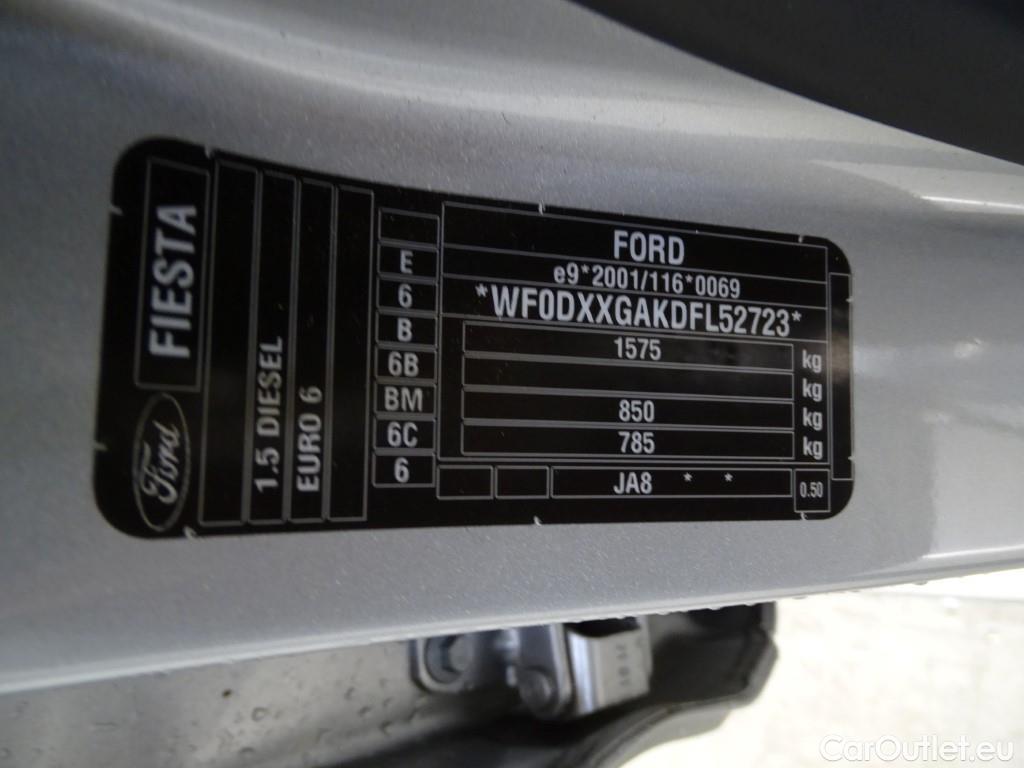 FIESTA
Ford
1.5 DIESEL
EURO 6
E
6
B
6B
BM
6C
6
FORD
e9*2001/116*0069
*WF0DXXGAKDFL52723*
1575 kg
kg
850 kg
785 kg
JA8 * *
0.50
CarOutlet.eu